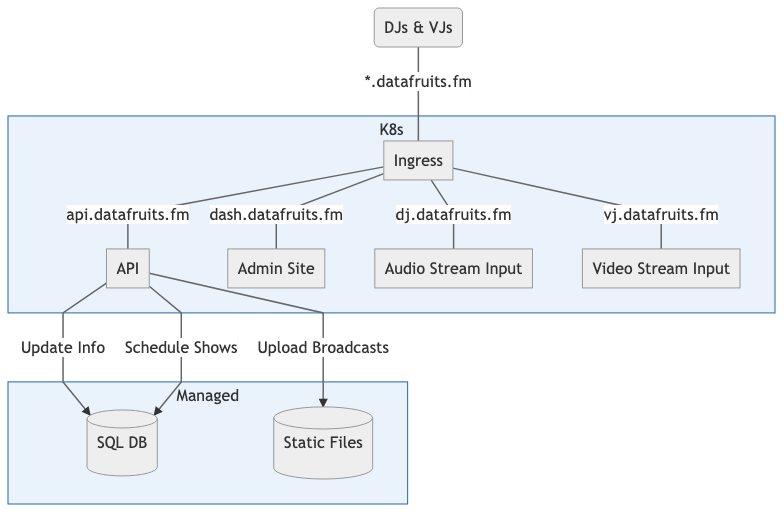 DJs & VJs
*.datafruits.fm
K8s
Ingress
api.datafruits.fm
dash.datafruits.fm
dj.datafruits.fm
vj.datafruits.fm
API
Admin Site
Audio Stream Input
Video Stream Input
Update Info
Schedule Shows
Upload Broadcasts
Managed
SQL DB
Static Files